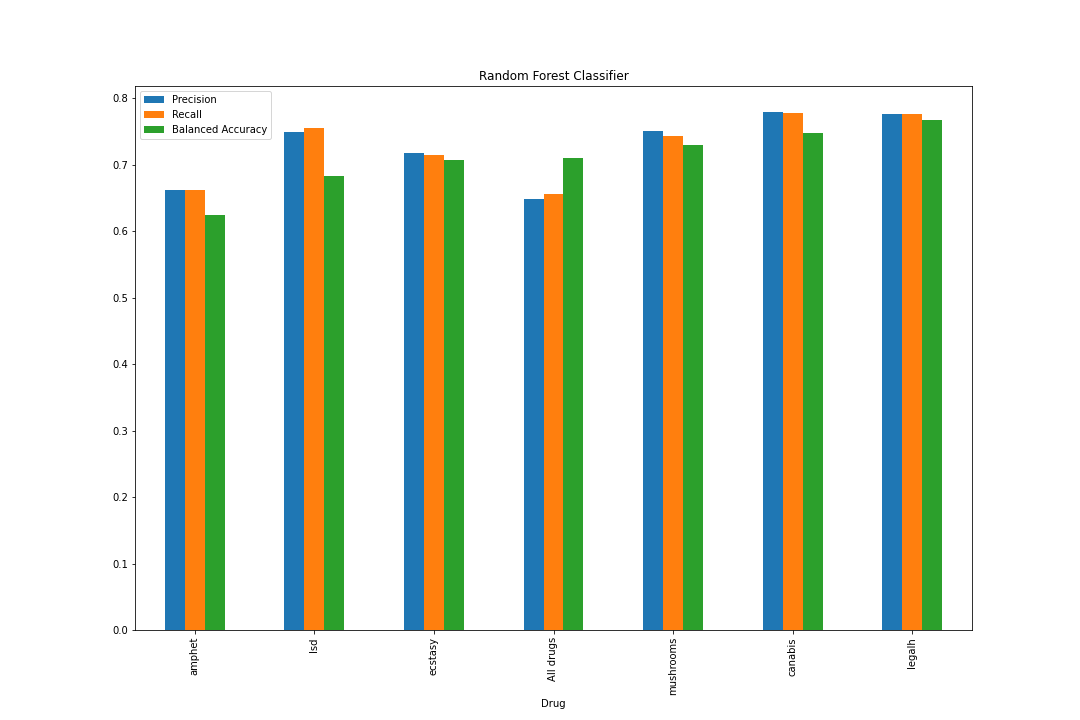 Random Forest Classifier
Precision
Recall
Balanced Accuracy
0.8
0.7
0.6
0.5
0.4
0.3
0.2
0.1
0.0
amphet
lsd
ecstasy
All drugs
mushrooms
canabis
legalh
Drug